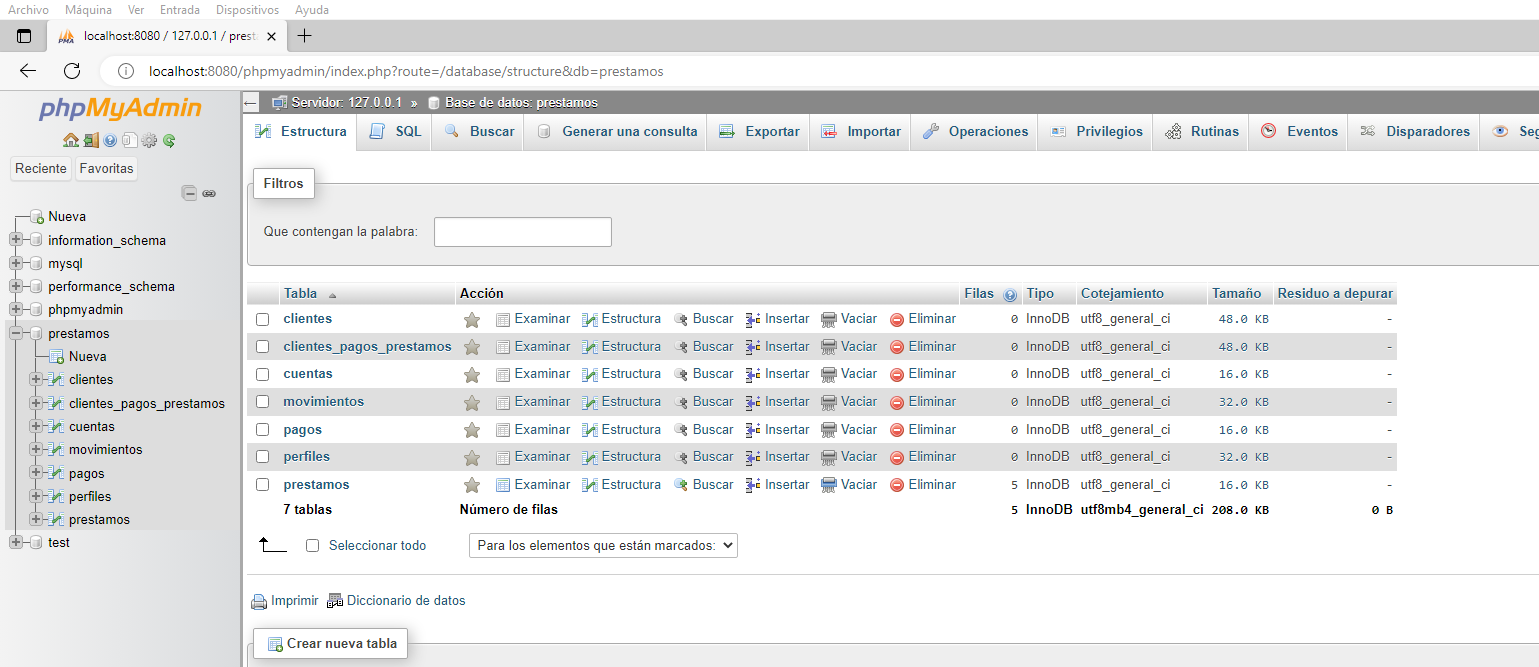 Archivo Máquina Ver Entrada Dispositivos Ayuda
PMA localhost:8080 / 127.0.0.1 / prest
localhost:8080/phpmyadmin/index.php?route=/database/structure&db=prestamos
phpMyAdmin
Reciente Favoritas
Nueva
information_schema
mysql
performance_schema
phpmyadmin
prestamos
Nueva
clientes
clientes_pagos_prestamos
cuentas
movimientos
pagos
perfiles
prestamos
test
Servidor: 127.0.0.1 » Base de datos: prestamos
Estructura SQL Buscar Generar una consulta Exportar Importar Operaciones Privilegios Rutinas Eventos Disparadores Seg
Filtros
Que contengan la palabra:
Tabla Acción Filas Tipo Cotejamiento Tamaño Residuo a depurar
clientes Examinar Estructura Buscar Insertar Vaciar Eliminar 0 InnoDB utf8_general_ci 48.0 KB -
clientes_pagos_prestamos Examinar Estructura Buscar Insertar Vaciar Eliminar 0 InnoDB utf8_general_ci 48.0 KB -
cuentas Examinar Estructura Buscar Insertar Vaciar Eliminar 0 InnoDB utf8_general_ci 16.0 KB -
movimientos Examinar Estructura Buscar Insertar Vaciar Eliminar 0 InnoDB utf8_general_ci 32.0 KB -
pagos Examinar Estructura Buscar Insertar Vaciar Eliminar 0 InnoDB utf8_general_ci 16.0 KB -
perfiles Examinar Estructura Buscar Insertar Vaciar Eliminar 0 InnoDB utf8_general_ci 32.0 KB -
prestamos Examinar Estructura Buscar Insertar Vaciar Eliminar 5 InnoDB utf8_general_ci 16.0 KB -
7 tablas Número de filas 5 InnoDB utf8mb4_general_ci 208.0 KB 0 B
Seleccionar todo Para los elementos que están marcados:
Imprimir Diccionario de datos
Crear nueva tabla